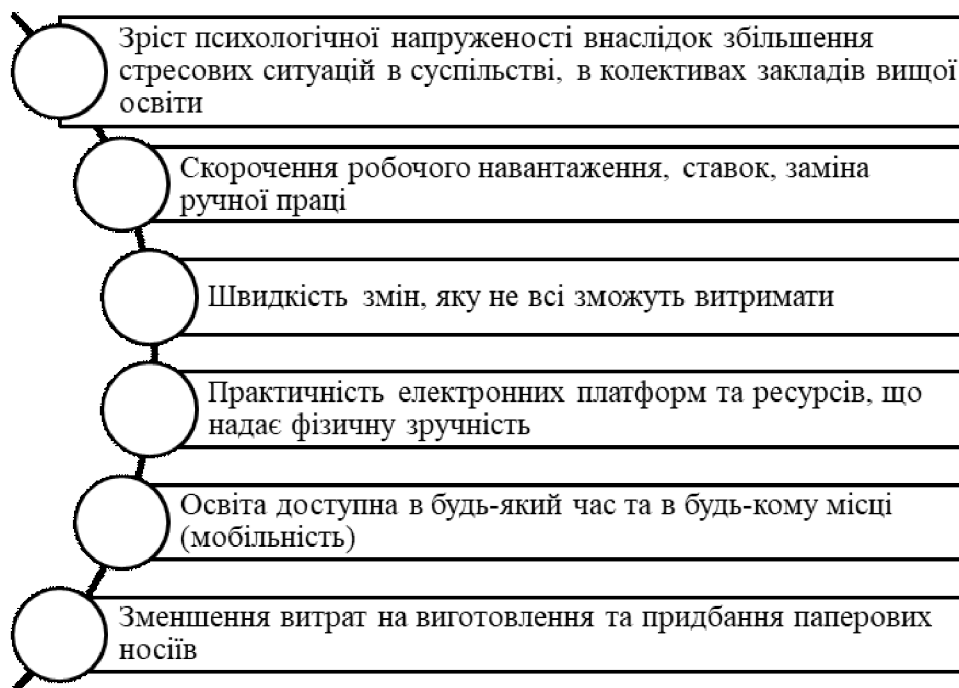 Зріст психологічної напруженості внаслідок збільшення
стресових ситуацій в суспільстві, в колективах закладів вищої
освіти
Скорочення робочого навантаження, ставок, заміна
ручної праці
Швидкість змін, яку не всі зможуть витримати
Практичність електронних платформ та ресурсів, що
надає фізичну зручність
Освіта доступна в будь-який час та в будь-кому місці
(мобільність)
Зменшення витрат на виготовлення та придбання паперових
носіїв